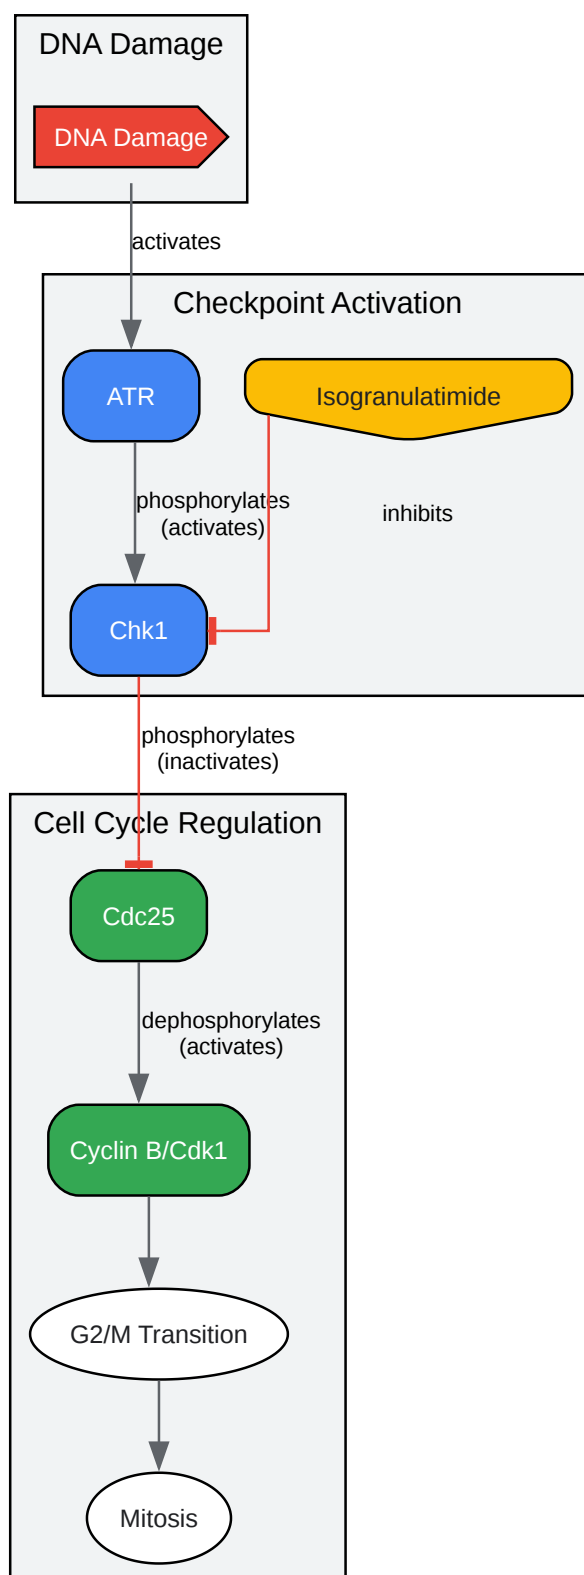 DNA Damage
DNA Damage
activates
Checkpoint Activation
ATR
Isogranulatimide
phosphorylates
(activates)
inhibits
Chk1
phosphorylates
(inactivates)
Cell Cycle Regulation
Cdc25
dephosphorylates
(activates)
Cyclin B/Cdk1
G2/M Transition
Mitosis